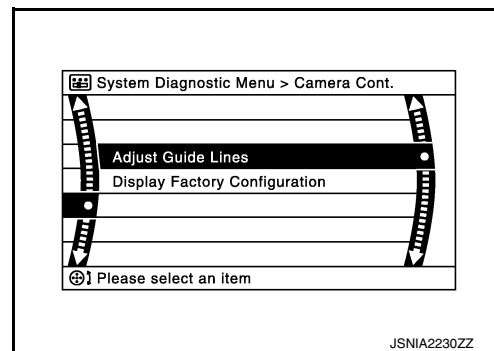 System Diagnostic Menu > Camera Cont.
Adjust Guide Lines
Display Factory Configuration
Please select an item
JSNIA2230ZZ